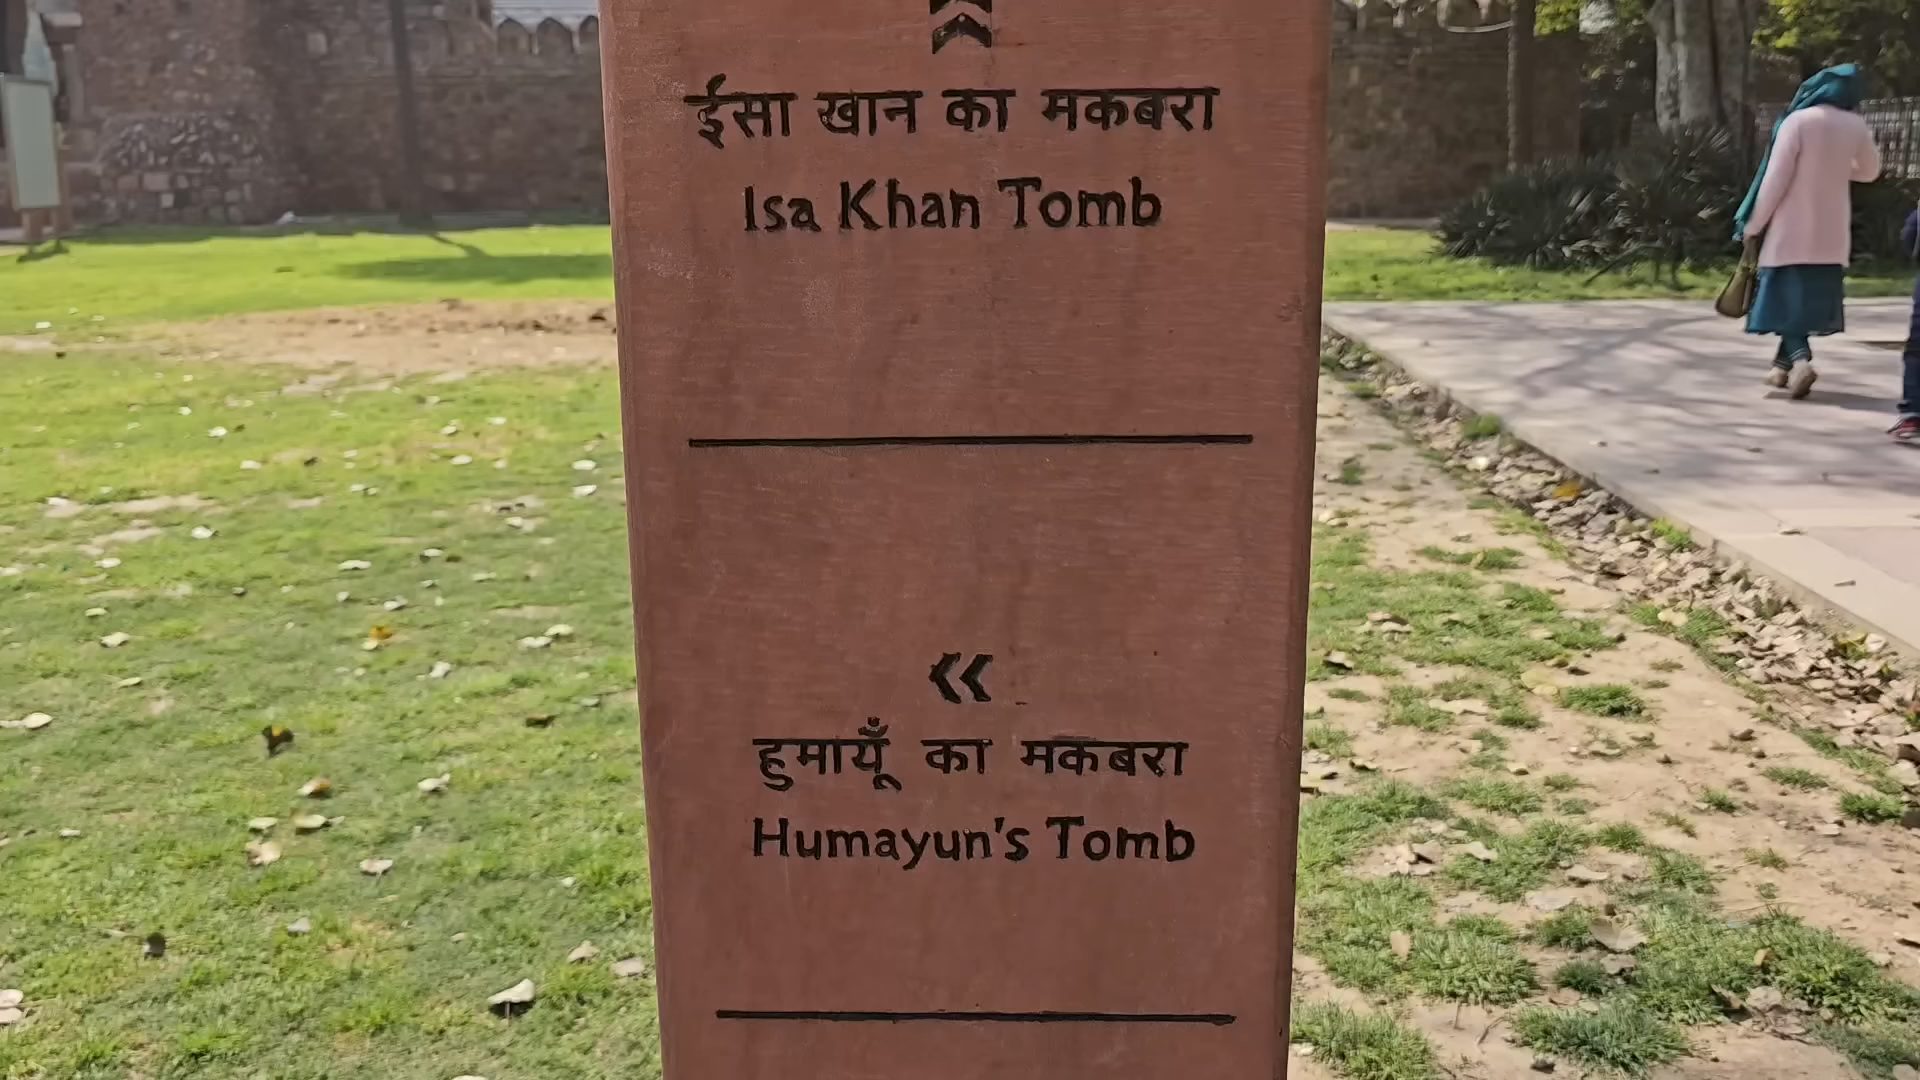 ईसा खान का मकबरा
Isa Khan Tomb
हुमायूँ का मकबरा
Humayun's Tomb